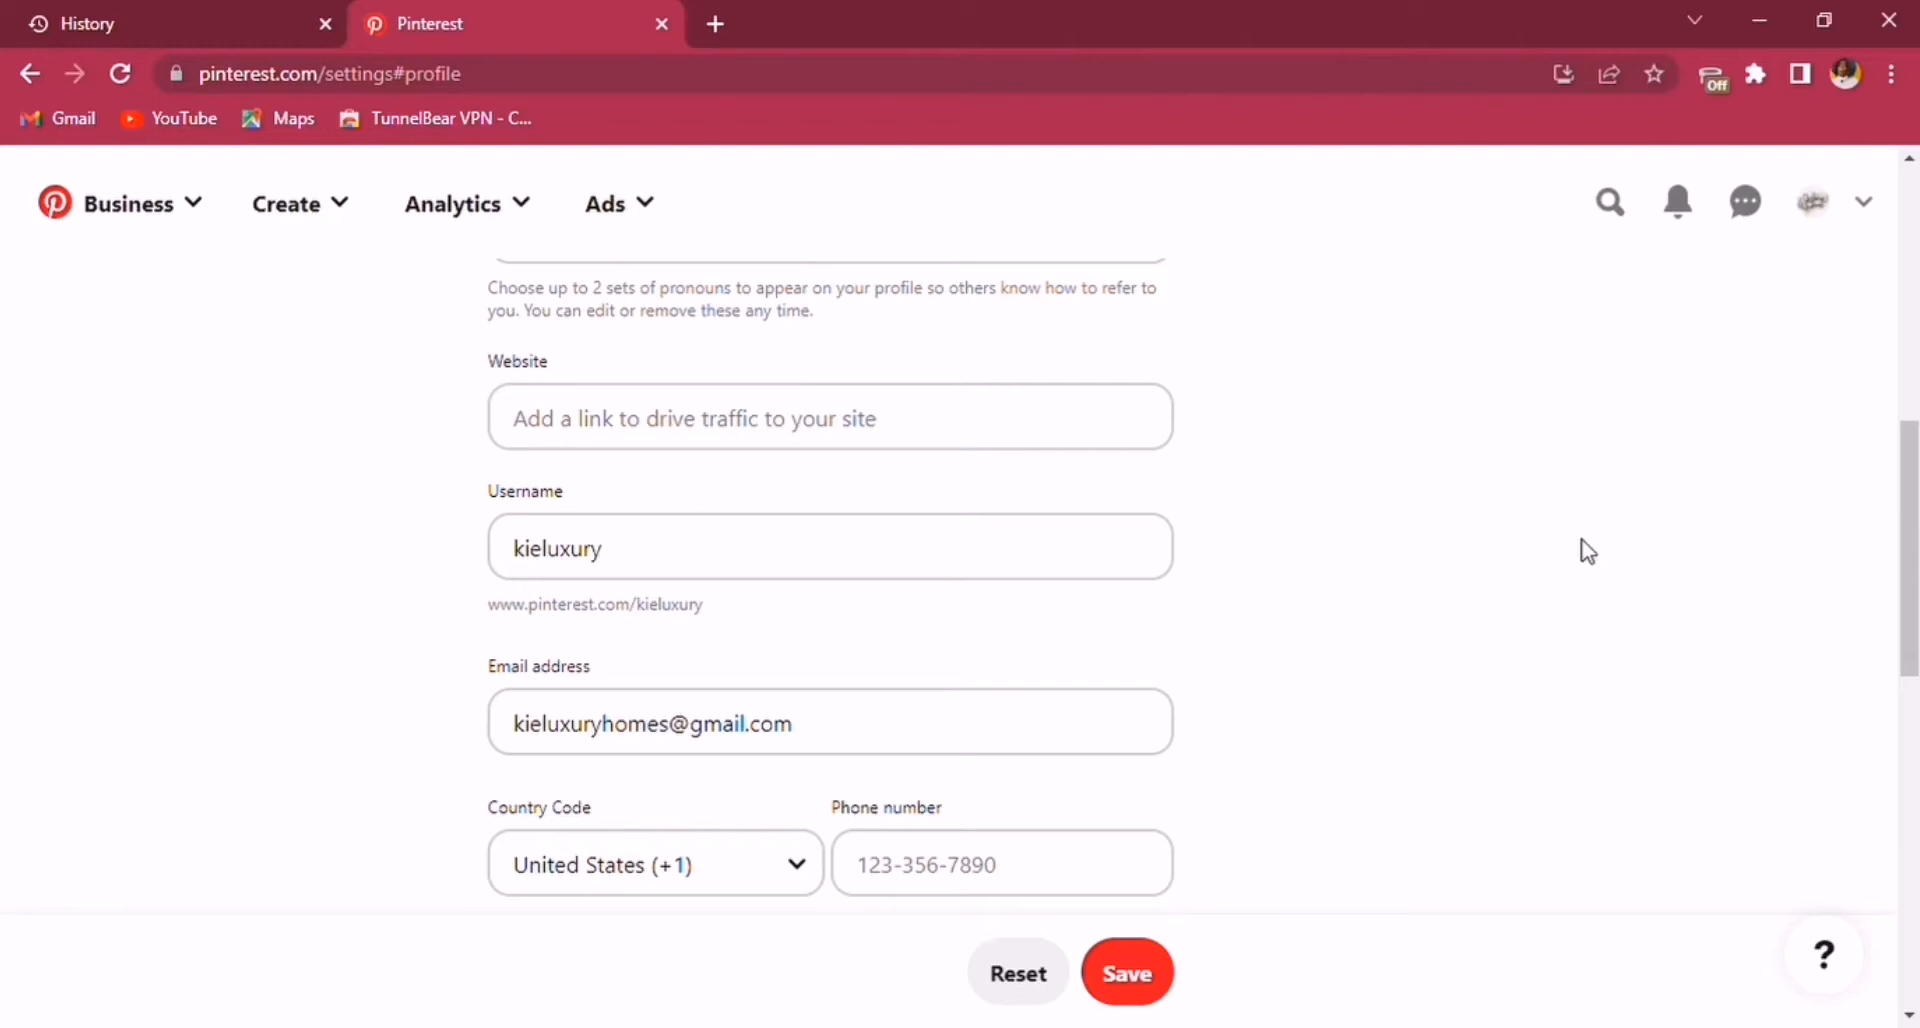 History
Pinterest
pinterest.com/settings#profile
Off
Gmail
YouTube
Maps
TunnelBear VPN - C...
Business
Create
Analytics
Ads
Choose up to 2 sets of pronouns to appear on your profile so others know how to refer to
you. You can edit or remove these any time.
Website
Add a link to drive traffic to your site
Username
kieluxury
www.pinterest.com/kieluxury
Email address
kieluxuryhomes@gmail.com
Country Code
Phone number
United States (+1)
123-356-7890
Reset
Save
?